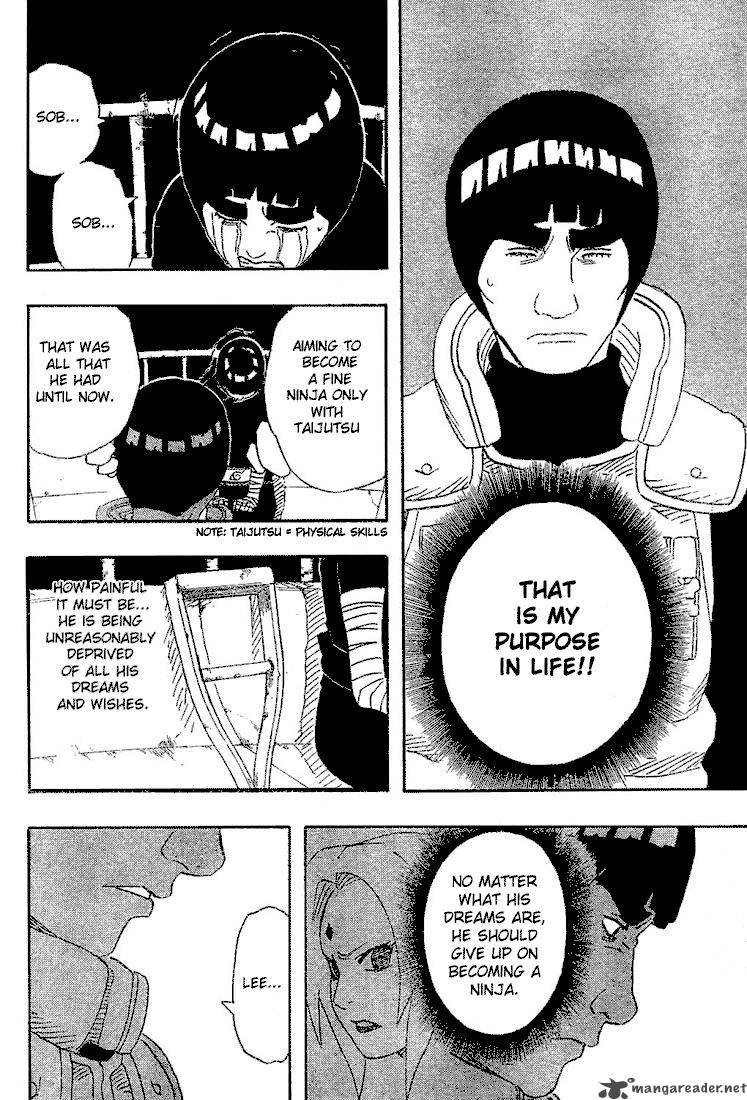 THAT
IS MY
PURPOSE
IN LIFE!!
SOB...
SOB...
AIMING TO
BECOME
A FINE
NINJA ONLY
WITH
TAIJUTSU
THAT WAS
ALL THAT
HE HAD
UNTIL NOW.
NOTE: TAIJUTSU = PHYSICAL SKILLS
HOW PAINFUL
IT MUST BE...
HE IS BEING
UNREASONABLY
DEPRIVED
OF ALL HIS
DREAMS
AND WISHES.
NO MATTER
WHAT HIS
DREAMS ARE,
HE SHOULD
GIVE UP ON
BECOMING A
NINJA.
LEE...
mangareader.net